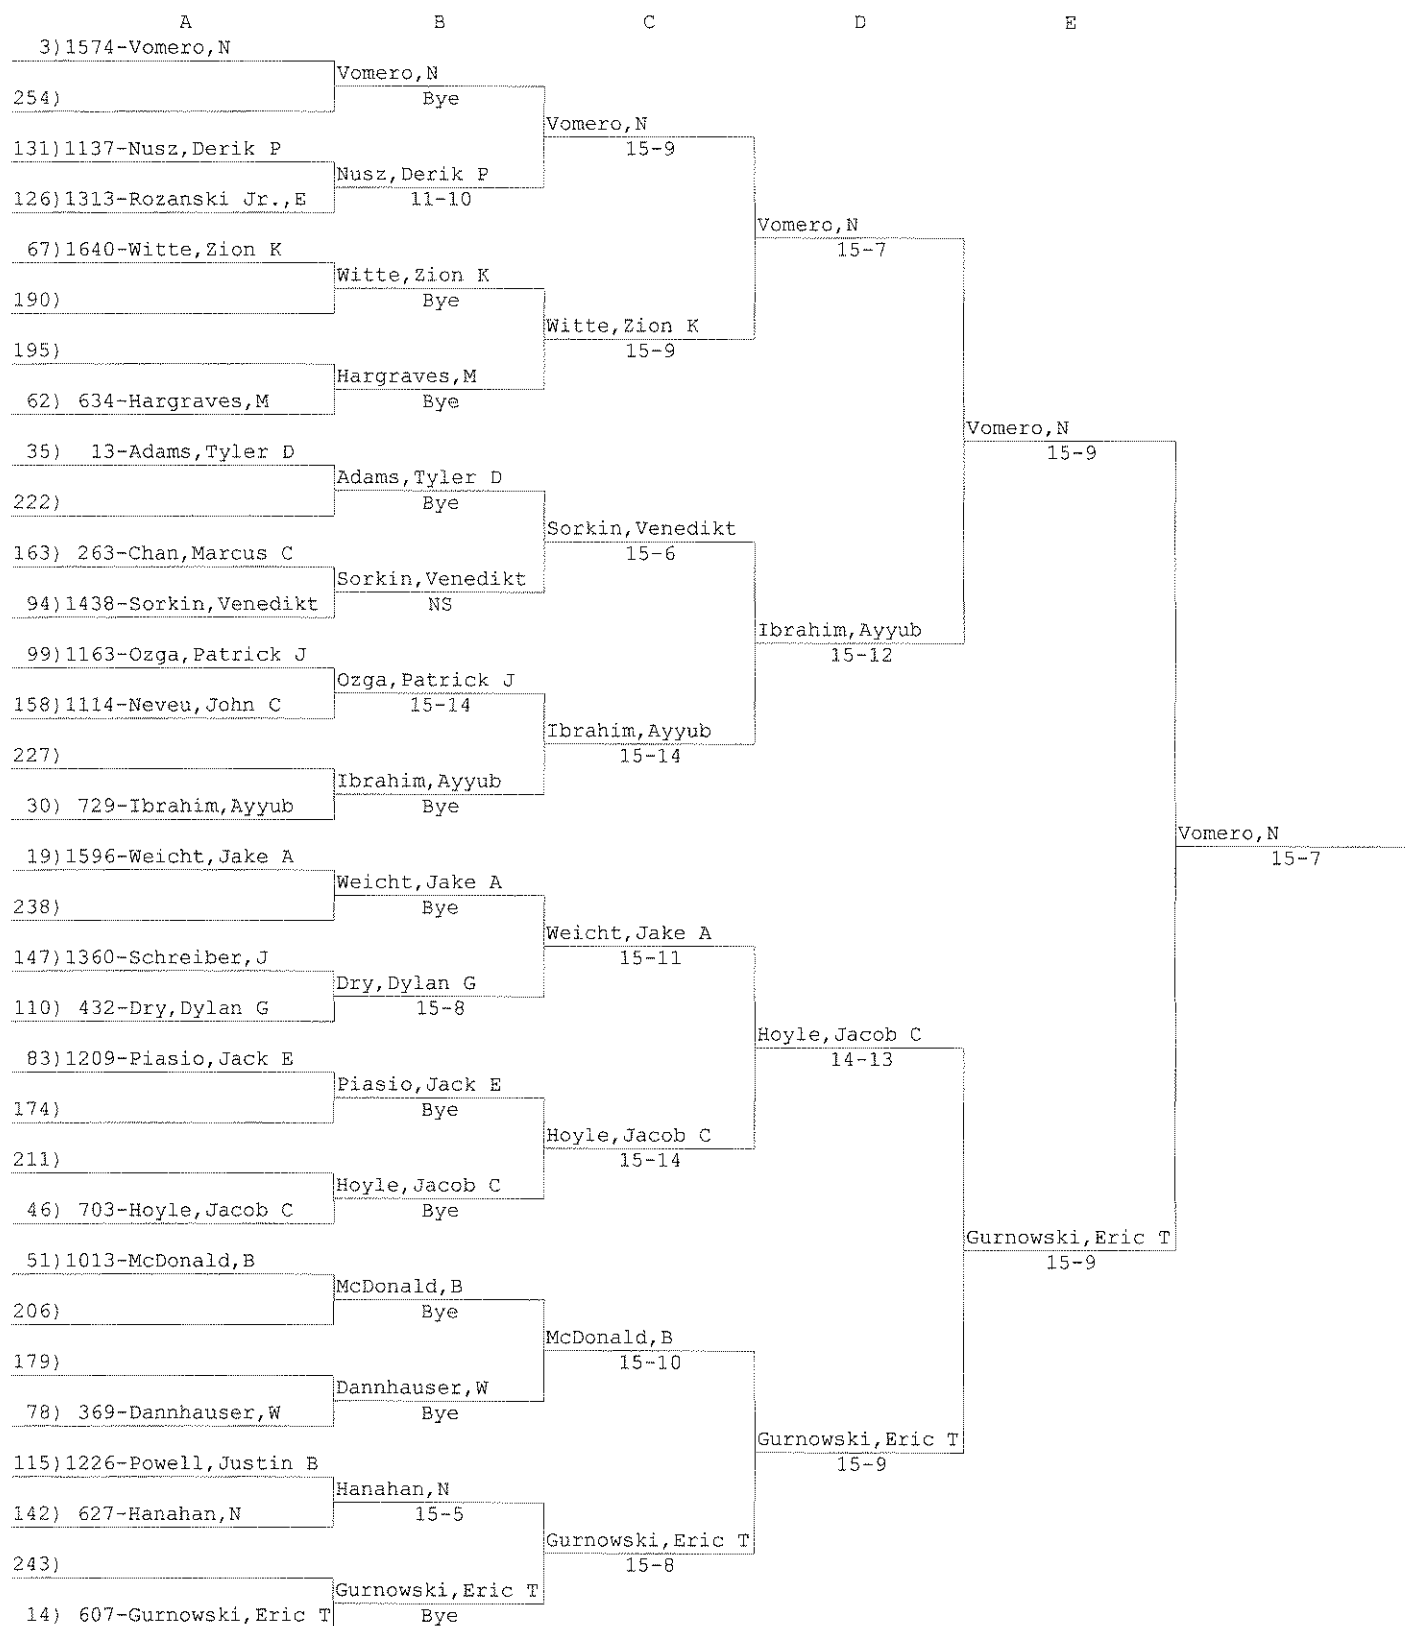 A B C D E
3)1574-Vomero,N
Vomero,N
254)
Bye
Vomero,N
131)1137-Nusz,Derik P
15-9
Nusz,Derik P
126)1313-Rozanski Jr.,E
11-10
Vomero,N
67)1640-Witte,Zion K
15-7
Witte,Zion K
190)
Bye
Witte,Zion K
195)
15-9
Hargraves,M
62) 634-Hargraves,M
Bye
Vomero,N
35) 13-Adams,Tyler D
15-9
Adams,Tyler D
222)
Bye
Sorkin,Venedikt
163) 263-Chan,Marcus C
15-6
Sorkin,Venedikt
94)1438-Sorkin,Venedikt
NS
Ibrahim,Ayyub
99)1163-Ozga,Patrick J
15-12
Ozga,Patrick J
158)1114-Neveu,John C
15-14
Ibrahim,Ayyub
227)
15-14
Ibrahim,Ayyub
30) 729-Ibrahim,Ayyub
Bye
Vomero,N
19)1596-Weicht,Jake A
15-7
Weicht,Jake A
238)
Bye
Weicht,Jake A
147)1360-Schreiber,J
15-11
Dry,Dylan G
110) 432-Dry,Dylan G
15-8
Hoyle,Jacob C
83)1209-Piasio,Jack E
14-13
Piasio,Jack E
174)
Bye
Hoyle,Jacob C
211)
15-14
Hoyle,Jacob C
46) 703-Hoyle,Jacob C
Bye
Gurnowski,Eric T
51)1013-McDonald,B
15-9
McDonald,B
206)
Bye
McDonald,B
179)
15-10
Dannhauser,W
78) 369-Dannhauser,W
Bye
Gurnowski,Eric T
115)1226-Powell,Justin B
15-9
Hanahan,N
142) 627-Hanahan,N
15-5
Gurnowski,Eric T
243)
15-8
Gurnowski,Eric T
14) 607-Gurnowski,Eric T
Bye